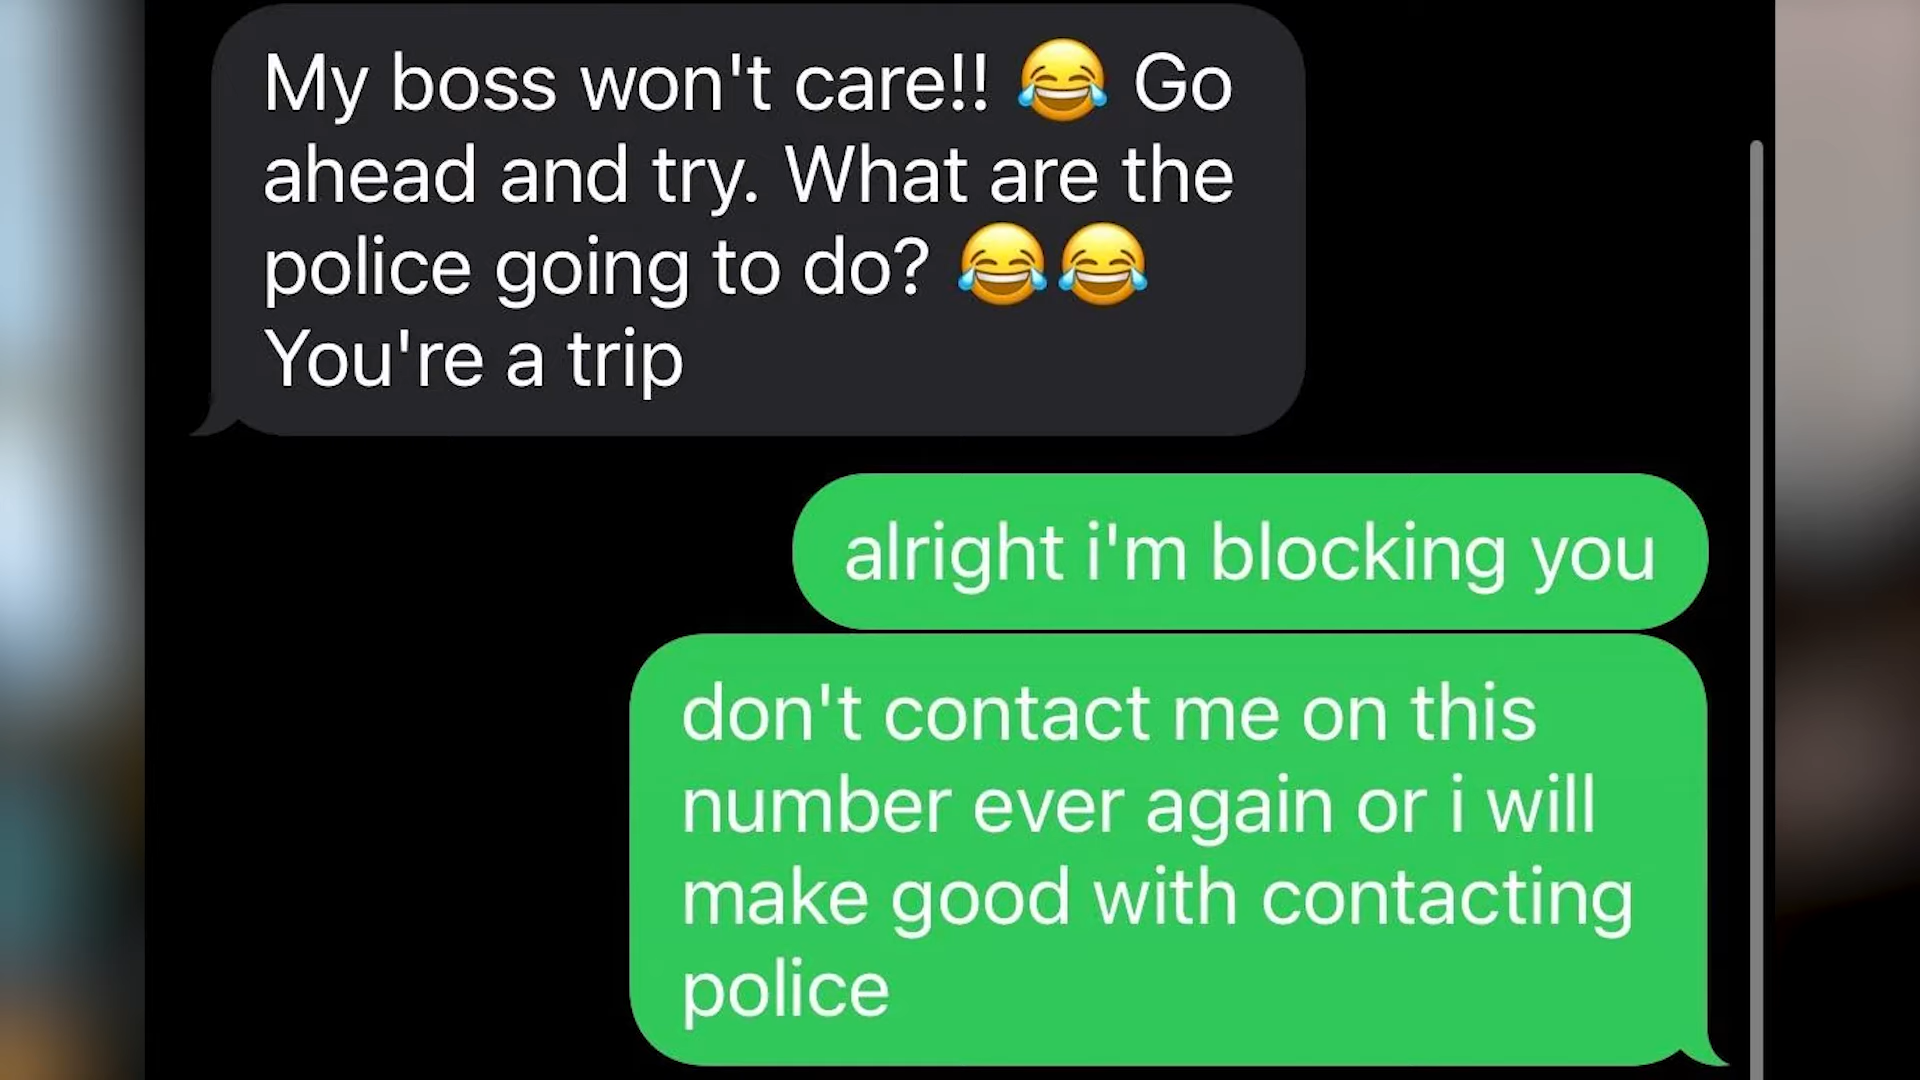 My boss won't care!! 😂 Go
ahead and try. What are the
police going to do? 😂😂
You're a trip
alright i'm blocking you
don't contact me on this
number ever again or i will
make good with contacting
police